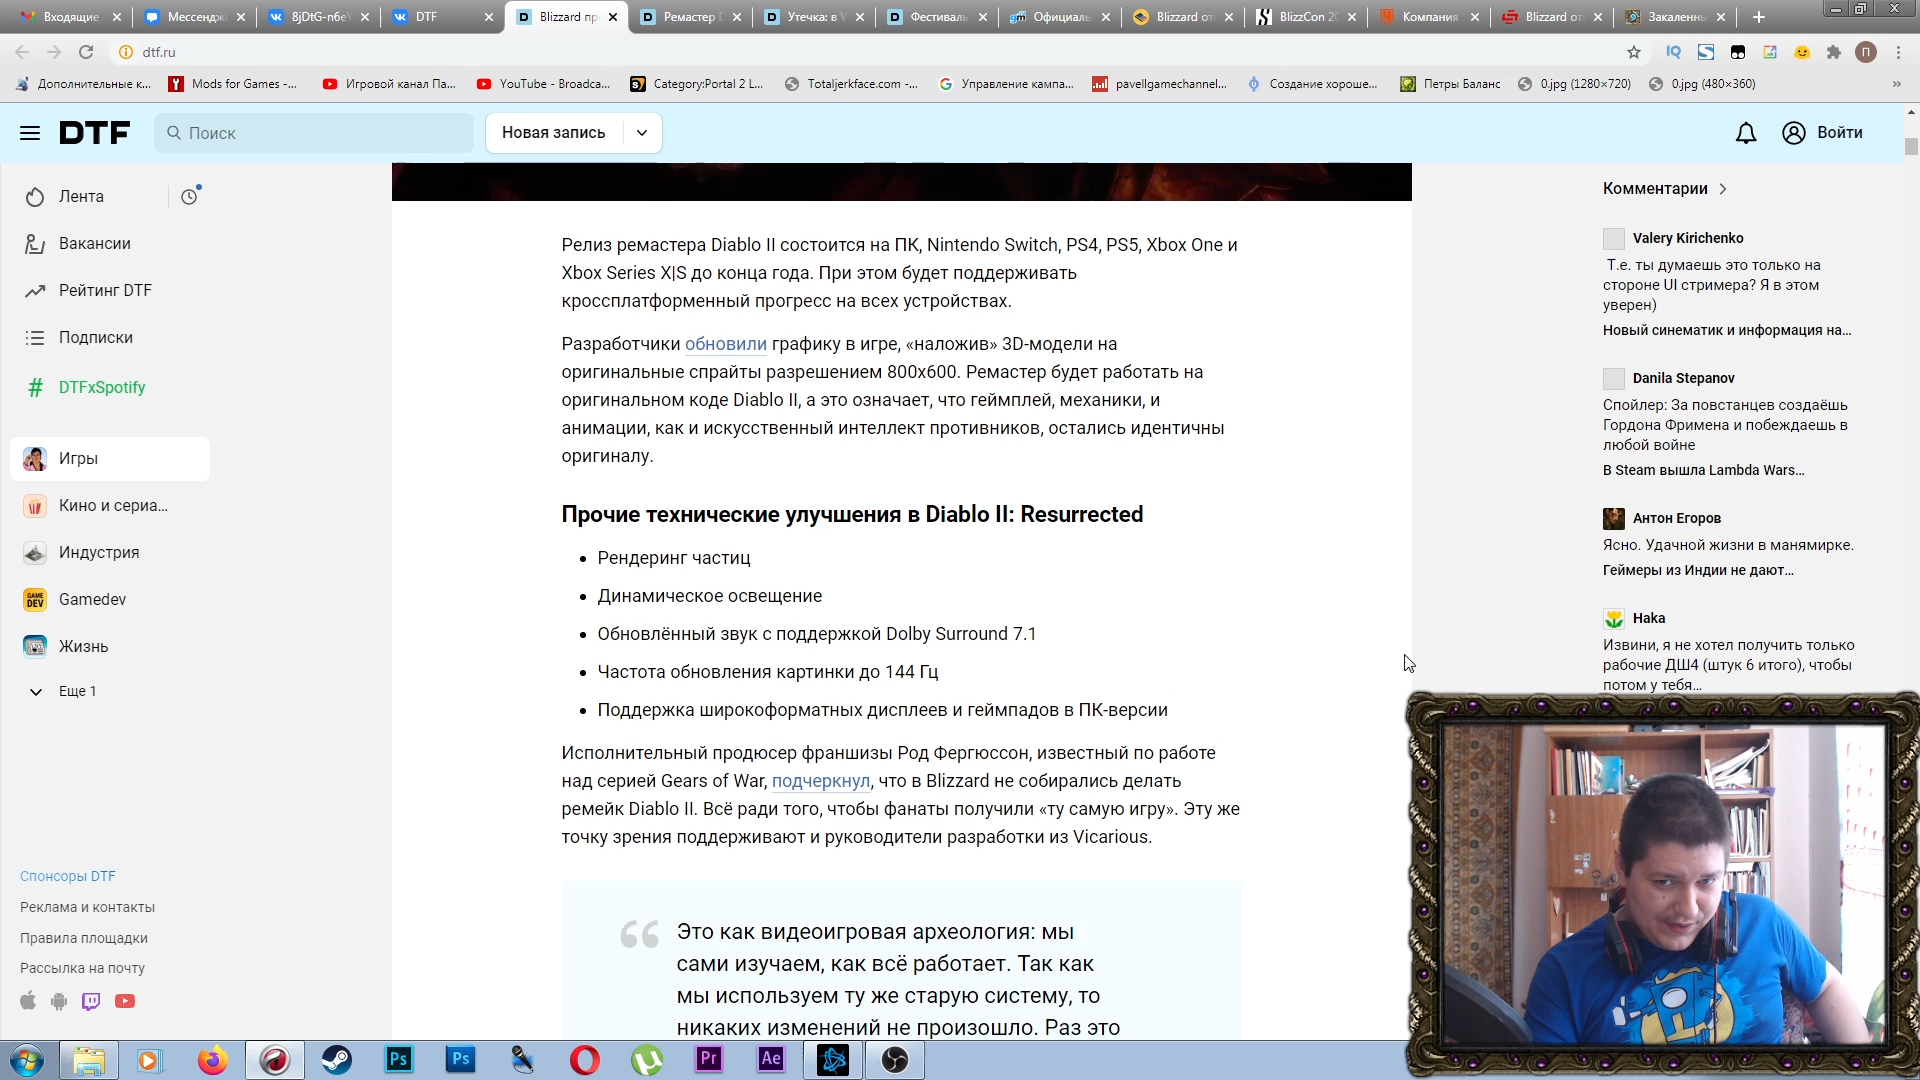 Входящие
Мессендж
8jDtG-n6eY
DTF
Blizzard пр
Ремастер D
Утечка: в W
Фестиваль
Официаль
Blizzard от
BlizzCon 20
Компания
Blizzard от
Закаленны
dtf.ru
Дополнительные к...
Mods for Games -...
Игровой канал Па...
YouTube - Broadca...
Category:Portal 2 L...
Totaljerkface.com -...
Управление кампа...
pavellgamechannel...
Создание хороше...
Петры Баланс
0.jpg (1280×720)
0.jpg (480×360)
DTF
Поиск
Новая запись
Войти
Лента
Вакансии
Рейтинг DTF
Подписки
DTFxSpotify
Игры
Кино и сериа...
Индустрия
Gamedev
Жизнь
Еще 1
Спонсоры DTF
Реклама и контакты
Правила площадки
Рассылка на почту
Релиз ремастера Diablo II состоится на ПК, Nintendo Switch, PS4, PS5, Xbox One и
Xbox Series X|S до конца года. При этом будет поддерживать
кроссплатформенный прогресс на всех устройствах.
Разработчики обновили графику в игре, «наложив» 3D-модели на
оригинальные спрайты разрешением 800x600. Ремастер будет работать на
оригинальном коде Diablo II, а это означает, что геймплей, механики, и
анимации, как и искусственный интеллект противников, остались идентичны
оригиналу.
Прочие технические улучшения в Diablo II: Resurrected
Рендеринг частиц
Динамическое освещение
Обновлённый звук с поддержкой Dolby Surround 7.1
Частота обновления картинки до 144 Гц
Поддержка широкоформатных дисплеев и геймпадов в ПК-версии
Исполнительный продюсер франшизы Род Фергюссон, известный по работе
над серией Gears of War, подчеркнул, что в Blizzard не собирались делать
ремейк Diablo II. Всё ради того, чтобы фанаты получили «ту самую игру». Эту же
точку зрения поддерживают и руководители разработки из Vicarious.
Это как видеоигровая археология: мы
сами изучаем, как всё работает. Так как
мы используем ту же старую систему, то
никаких изменений не произошло. Раз это
Комментарии
Valery Kirichenko
Т.е. ты думаешь это только на
стороне UI стримера? Я в этом
уверен)
Новый синематик и информация на...
Danila Stepanov
Спойлер: За повстанцев создаёшь
Гордона Фримена и побеждаешь в
любой войне
В Steam вышла Lambda Wars...
Антон Егоров
Ясно. Удачной жизни в манямирке.
Геймеры из Индии не дают...
Haka
Извини, я не хотел получить только
рабочие ДШ4 (штук 6 итого), чтобы
потом у тебя...